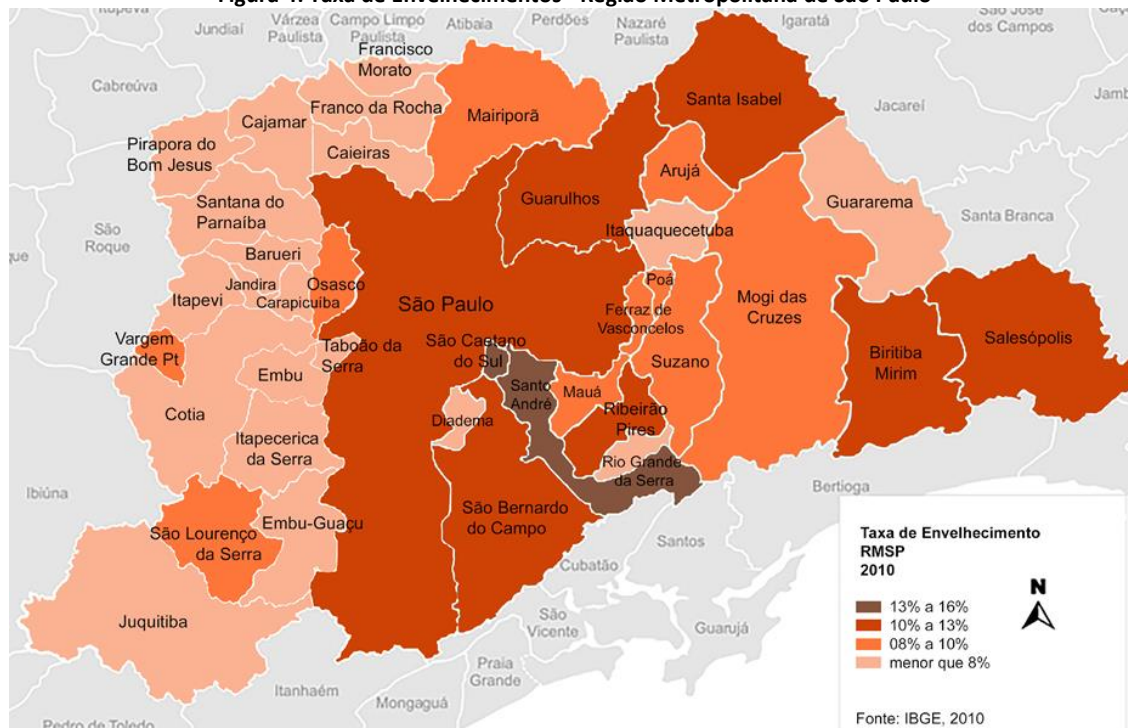 Jundiaí
Várzea
Paulista
Campo Limpo
Paulista
Atibaia
Perdões
Nazaré
Paulista
Igaratá
São José
dos Campos
Cabreúva
Francisco
Morato
Franco da Rocha
Mairiporã
Santa Isabel
Jacareí
Cajamar
Pirapora do
Bom Jesus
Caieiras
Arujá
Guarulhos
Guararema
Santana do
Parnaíba
Itaquaquecetuba
Santa Branca
São
Roque
Barueri
Jandira
Osasco
Itapevi
Carapicuíba
São Paulo
Poá
Ferraz de
Vasconcelos
Mogi das
Cruzes
Salesópolis
Vargem
Grande Pt
Taboão da
Serra
São Caetano
do Sul
Suzano
Biritiba
Mirim
Embu
Santo
André
Mauá
Cotia
Diadema
Ribeirão
Pires
Itapecerica
da Serra
Rio Grande
da Serra
Ibiúna
Bertioga
São Lourenço
da Serra
Embu-Guaçu
São Bernardo
do Campo
Santos
Cubatão
Juquitiba
São
Vicente
Guarujá
Itanhaém
Praia
Grande
Mongaguá
Taxa de Envelhecimento
RMSP
2010
N
13% a 16%
10% a 13%
08% a 10%
menor que 8%
Fonte: IBGE, 2010